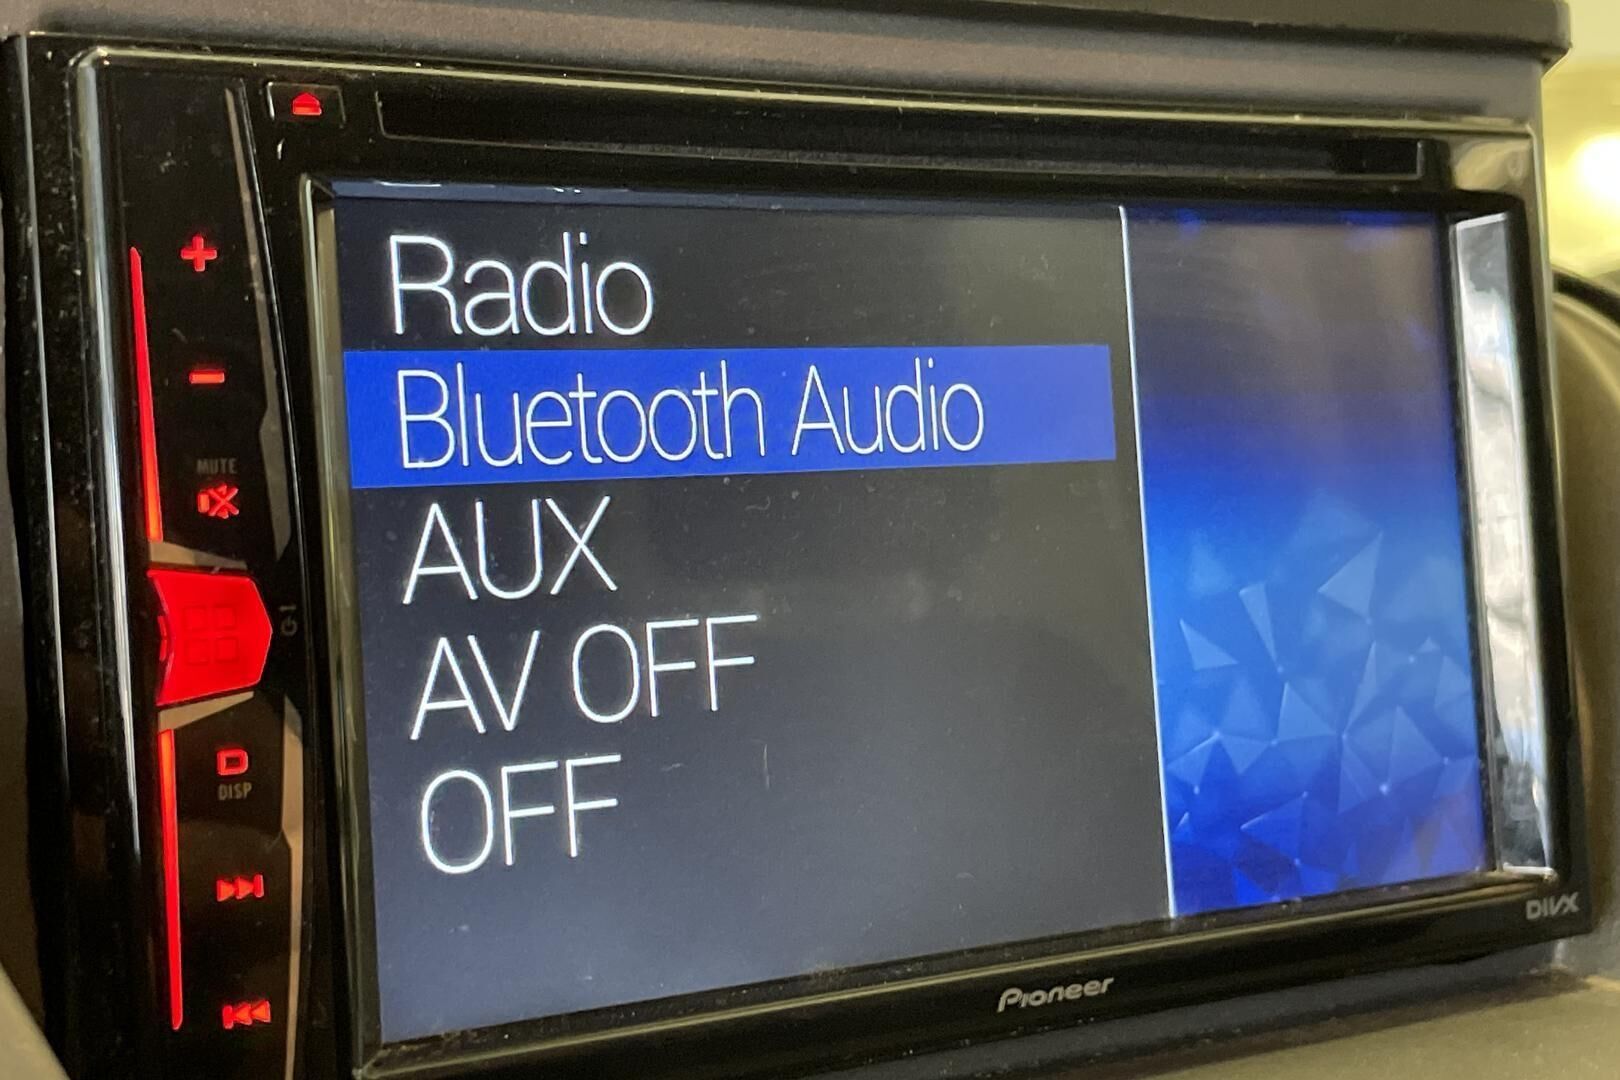 Radio
Bluetooth Audio
AUX
AV OFF
OFF
MUTE
D
DISP
Pioneer
DIVX